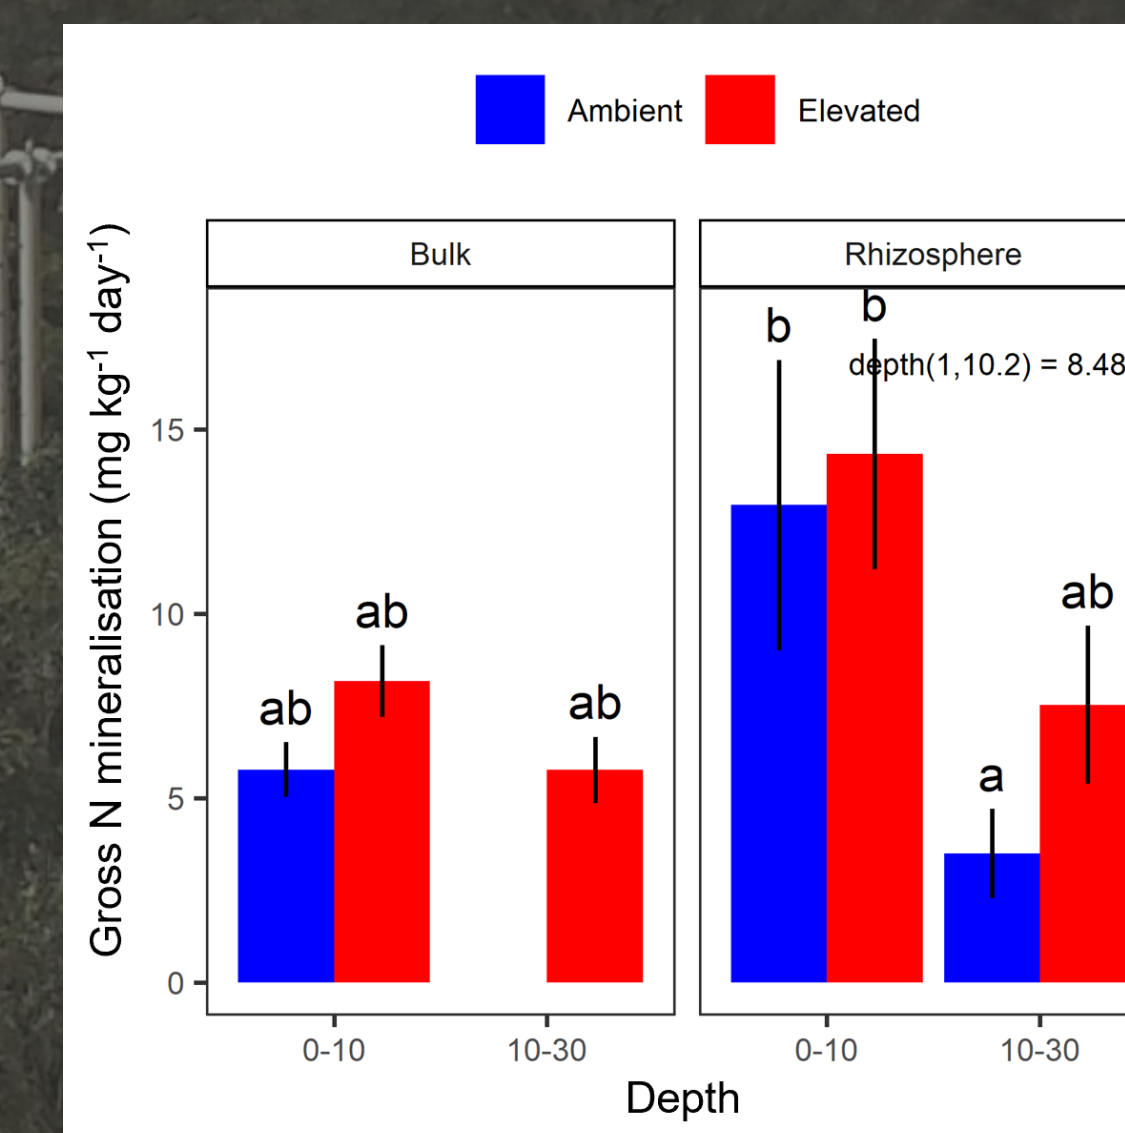 Ambient Elevated
Bulk Rhizosphere
b b
depth(1,10.2) = 8.48
Gross N mineralisation (mg kg⁻¹ day⁻¹)
15
10
5
0
ab ab ab
a ab
0-10 10-30 0-10 10-30
Depth